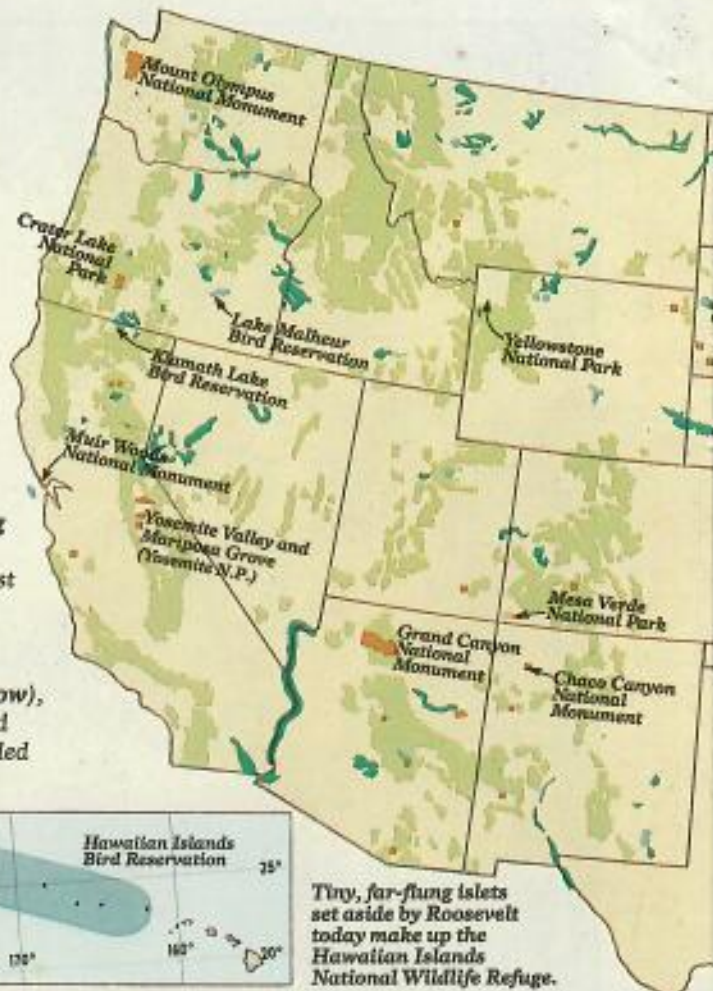 Mount Olympus
National Monument
Crater Lake
National
Park
Lake Malheur
Bird Reservation
Klamath Lake
Bird Reservation
Yellowstone
National Park
Muir Woods
National Monument
Yosemite Valley and
Mariposa Grove
(Yosemite N.P.)
Mesa Verde
National Park
Grand Canyon
National
Monument
Chaco Canyon
National
Monument
st
ow),
d
led
Hawaiian Islands
Bird Reservation
25°
170°
160°
20°
Tiny, far-flung islets
set aside by Roosevelt
today make up the
Hawaiian Islands
National Wildlife Refuge.